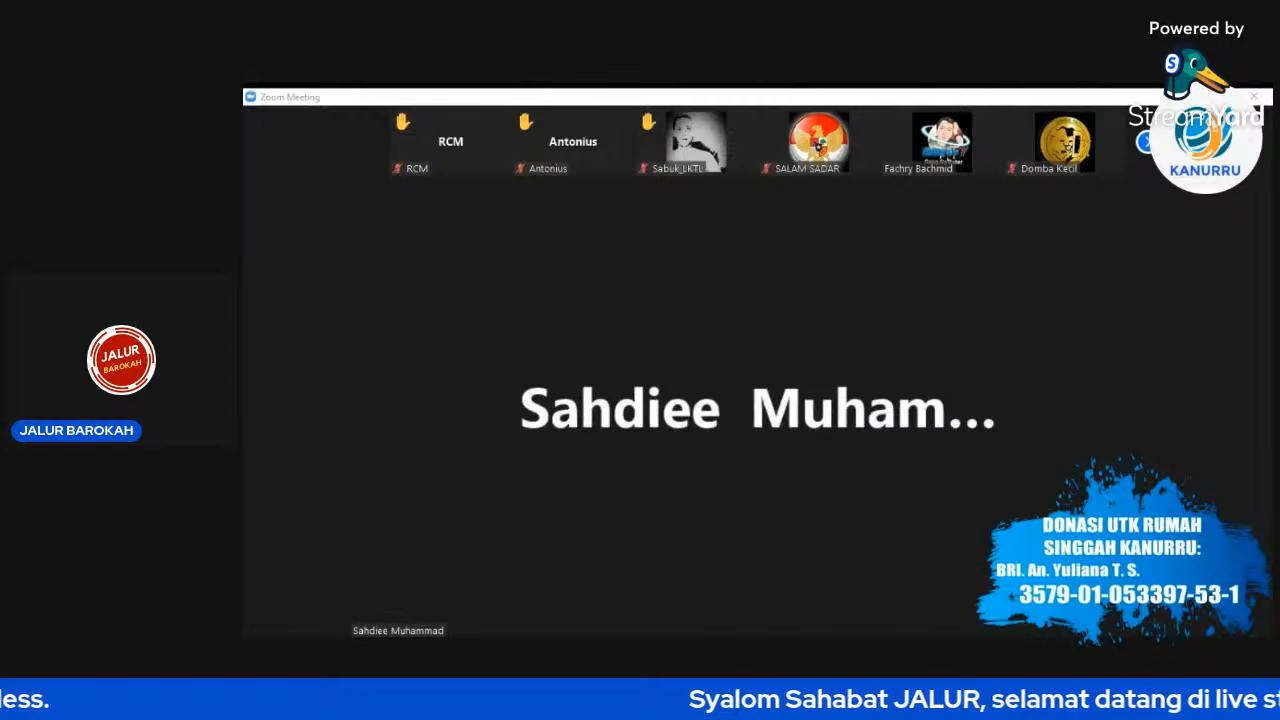 Powered by
StreamYard
KANURRU
Zoom Meeting
RCM
Antonius
RCM
Antonius
Sabuk_LKTL
SALAM SADAR
Fachry Bachmid
Domba Kecil
JALUR
BAROKAH
JALUR BAROKAH
Sahdiee Muham...
DONASI UTK RUMAH
SINGGAH KANURRU:
BRI. An. Yuliana T. S.
3579-01-053397-53-1
Sahdiee Muhammad
less. Syalom Sahabat JALUR, selamat datang di live st